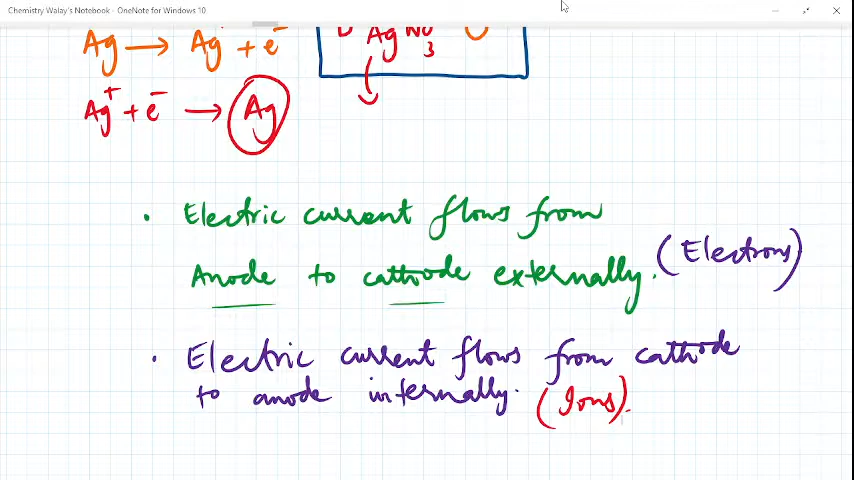 Chemistry Walay's Notebook - OneNote for Windows 10
Ag → Ag + e⁻
AgNO3
Ag⁺ + e⁻ → Ag
• Electric current flows from
Anode to cathode externally. (Electrons)
• Electric current flows from cathode
to anode internally. (Ions).